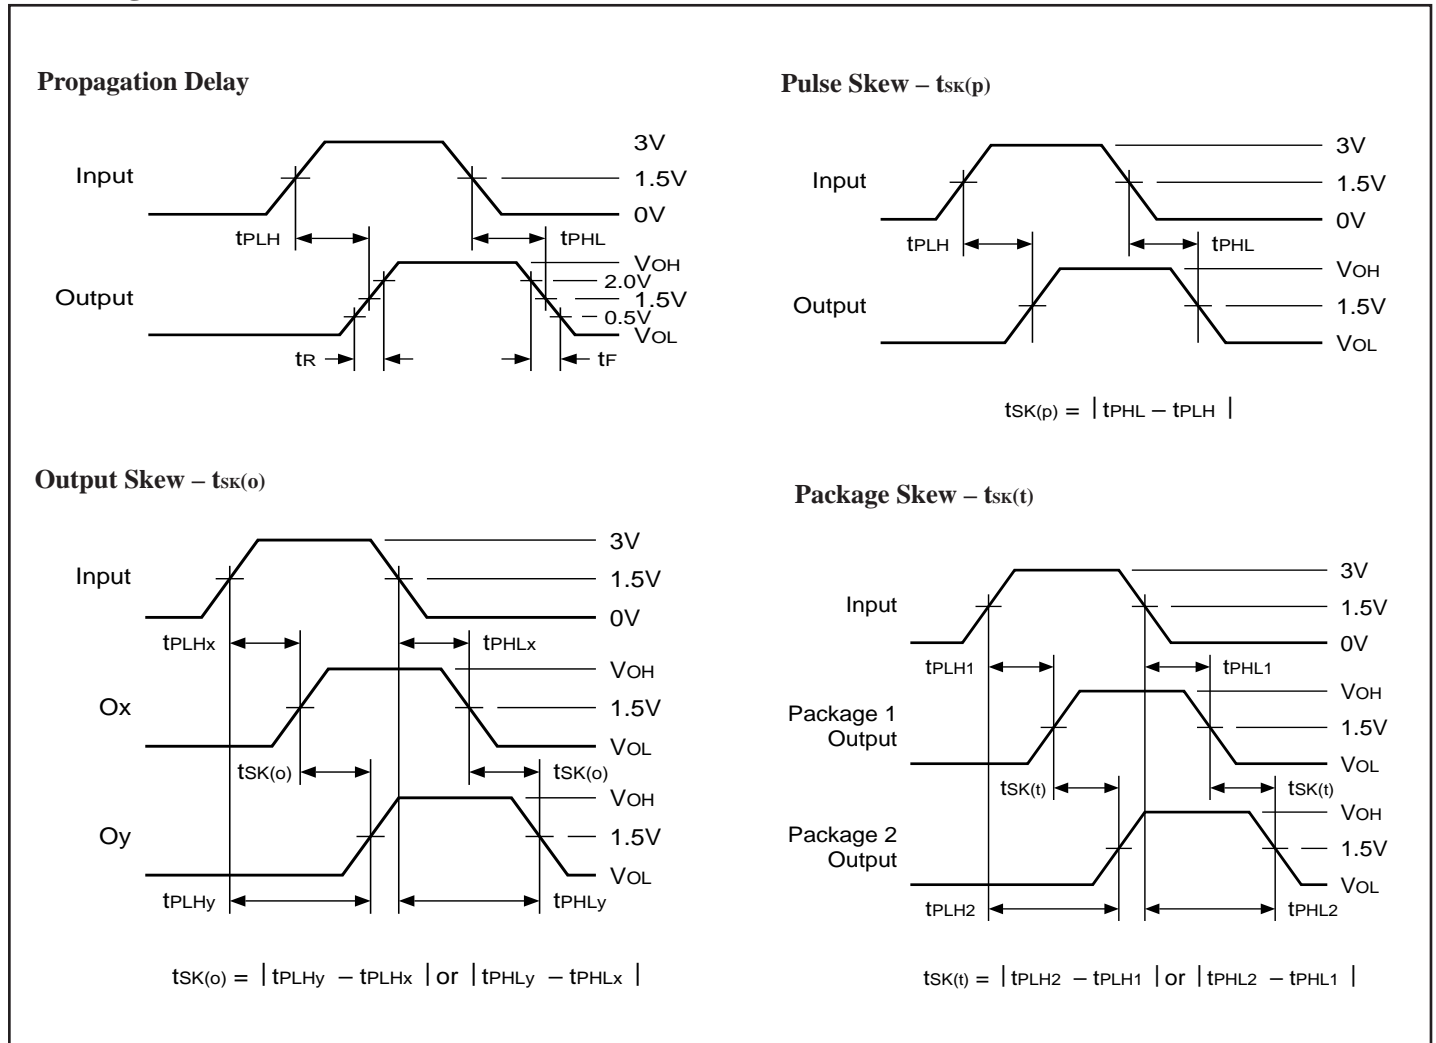 Propagation Delay
Input
3V
1.5V
0V
tPLH
tPHL
Output
VOH
2.0V
1.5V
0.5V
VOL
tR
tF
Pulse Skew – tSK(p)
Input
3V
1.5V
0V
tPLH
tPHL
Output
VOH
1.5V
VOL
tSK(p) = | tPHL – tPLH |
Output Skew – tSK(o)
Input
3V
1.5V
0V
tPLHx
tPHLx
Ox
VOH
1.5V
VOL
tSK(o)
tSK(o)
Oy
VOH
1.5V
VOL
tPLHy
tPHLy
tSK(o) = | tPLHy – tPLHx | or | tPHLy – tPHLx |
Package Skew – tSK(t)
Input
3V
1.5V
0V
tPLH1
tPHL1
Package 1
Output
VOH
1.5V
VOL
tSK(t)
tSK(t)
Package 2
Output
VOH
1.5V
VOL
tPLH2
tPHL2
tSK(t) = | tPLH2 – tPLH1 | or | tPHL2 – tPHL1 |